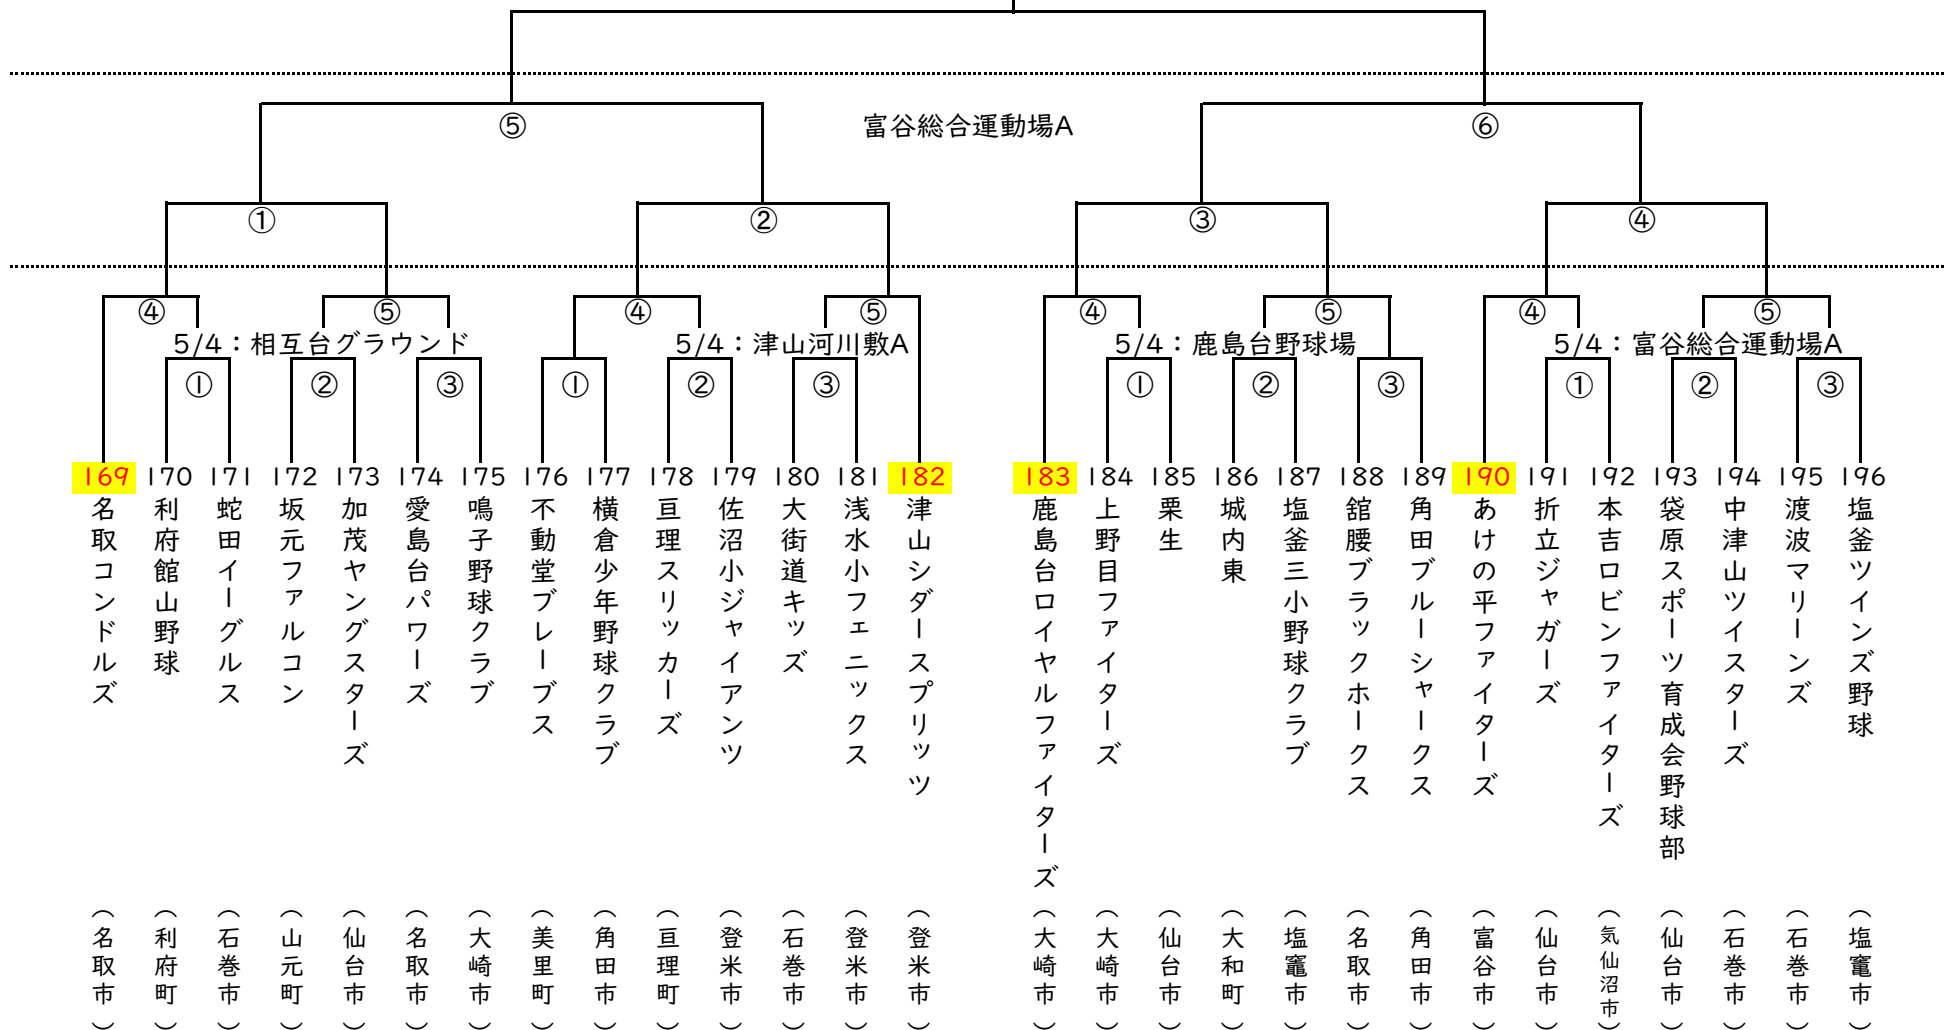 ⑤ 富谷総合運動場A ⑥
① ② ③ ④
④ ⑤ ④ ⑤ ④ ⑤ ④ ⑤
5/4：相互台グラウンド 5/4：津山河川敷A 5/4：鹿島台野球場 5/4：富谷総合運動場A
① ② ③ ① ② ③ ① ② ③ ① ② ③
169 170 171 172 173 174 175 176 177 178 179 180 181 182 183 184 185 186 187 188 189 190 191 192 193 194 195 196
名取コンドルズ（名取市）
利府館山野球（利府町）
蛇田イーグルス（石巻市）
坂元ファルコン（山元町）
加茂ヤングスターズ（仙台市）
愛島台パワーズ（名取市）
鳴子野球クラブ（大崎市）
不動堂ブレーブス（美里町）
横倉少年野球クラブ（角田市）
亘理スリッカーズ（亘理町）
佐沼小ジャイアンツ（登米市）
大街道キッズ（石巻市）
浅水小フェニックス（登米市）
津山シダースプリッツ（登米市）
鹿島台ロイヤルファイターズ（大崎市）
上野目ファイターズ（大崎市）
栗生（仙台市）
城内東（大和町）
塩釜三小野球クラブ（塩竈市）
舘腰ブラックホークス（名取市）
角田ブルーシャークス（角田市）
あけの平ファイターズ（富谷市）
折立ジャガーズ（仙台市）
本吉ロビンファイターズ（気仙沼市）
袋原スポーツ育成会野球部（仙台市）
中津山ツイスターズ（石巻市）
渡波マリーンズ（石巻市）
塩釜ツインズ野球（塩竈市）